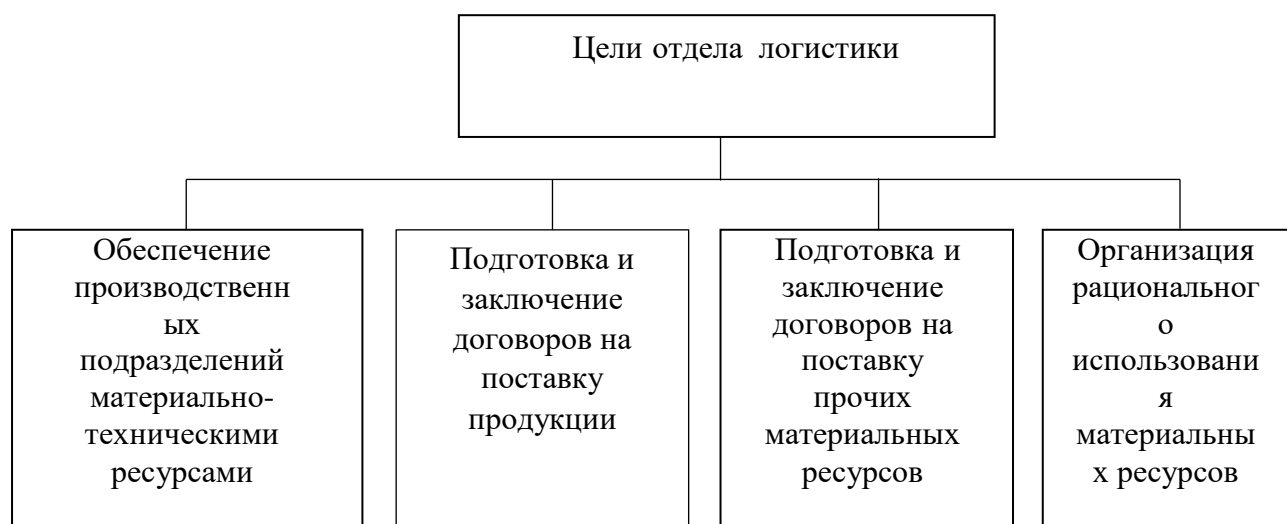 Цели отдела логистики
Обеспечение
производственн
ых
подразделений
материально-
техническими
ресурсами
Подготовка и
заключение
договоров на
поставку
продукции
Подготовка и
заключение
договоров на
поставку
прочих
материальных
ресурсов
Организация
рациональног
о
использовани
я
материальны
х ресурсов